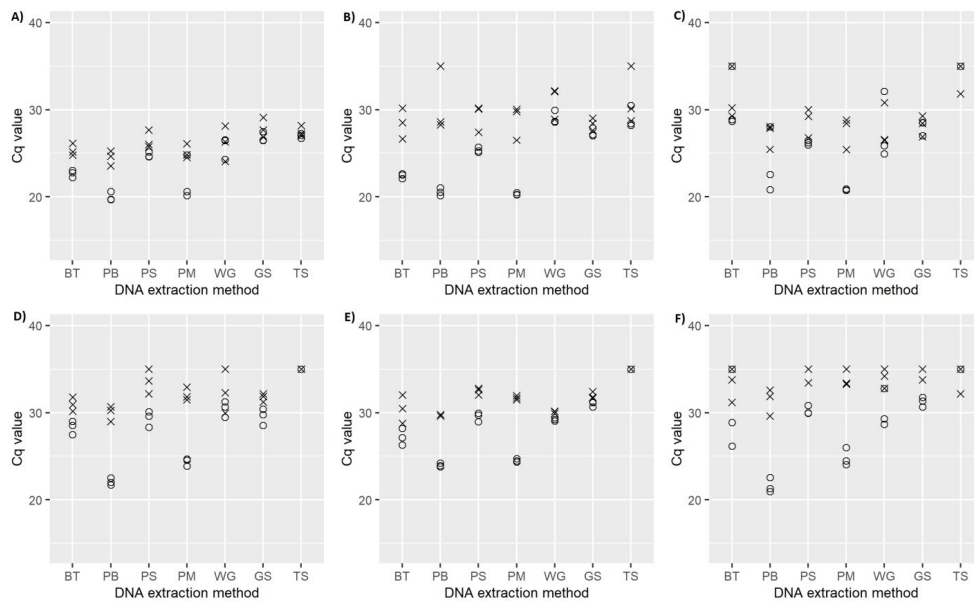 A)
40
30
20
Cq value
BT PB PS PM WG GS TS
DNA extraction method
B)
40
30
20
Cq value
BT PB PS PM WG GS TS
DNA extraction method
C)
40
30
20
Cq value
BT PB PS PM WG GS TS
DNA extraction method
D)
40
30
20
Cq value
BT PB PS PM WG GS TS
DNA extraction method
E)
40
30
20
Cq value
BT PB PS PM WG GS TS
DNA extraction method
F)
40
30
20
Cq value
BT PB PS PM WG GS TS
DNA extraction method